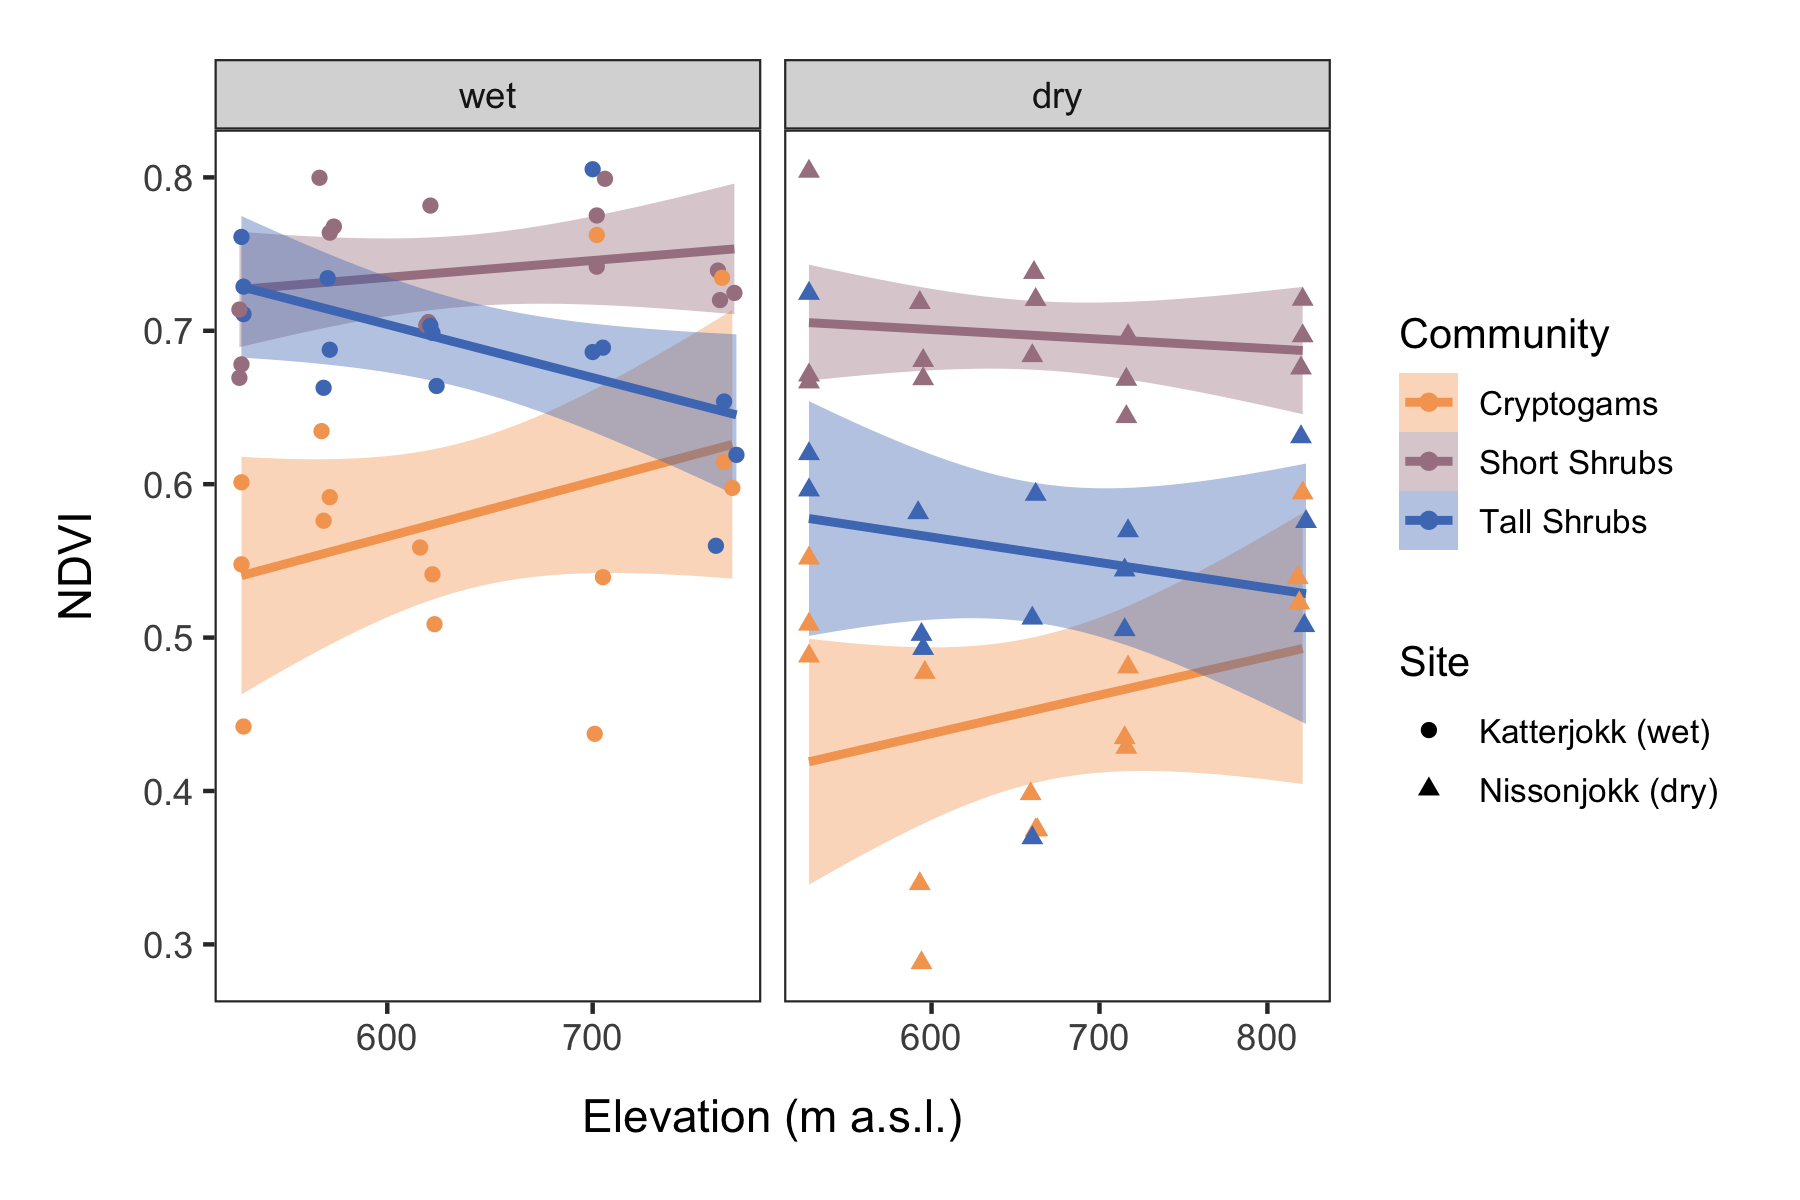 wet
dry
0.8
0.7
0.6
0.5
0.4
0.3
NDVI
600
700
600
700
800
Elevation (m a.s.l.)
Community
Cryptogams
Short Shrubs
Tall Shrubs
Site
Katterjokk (wet)
Nissonjokk (dry)